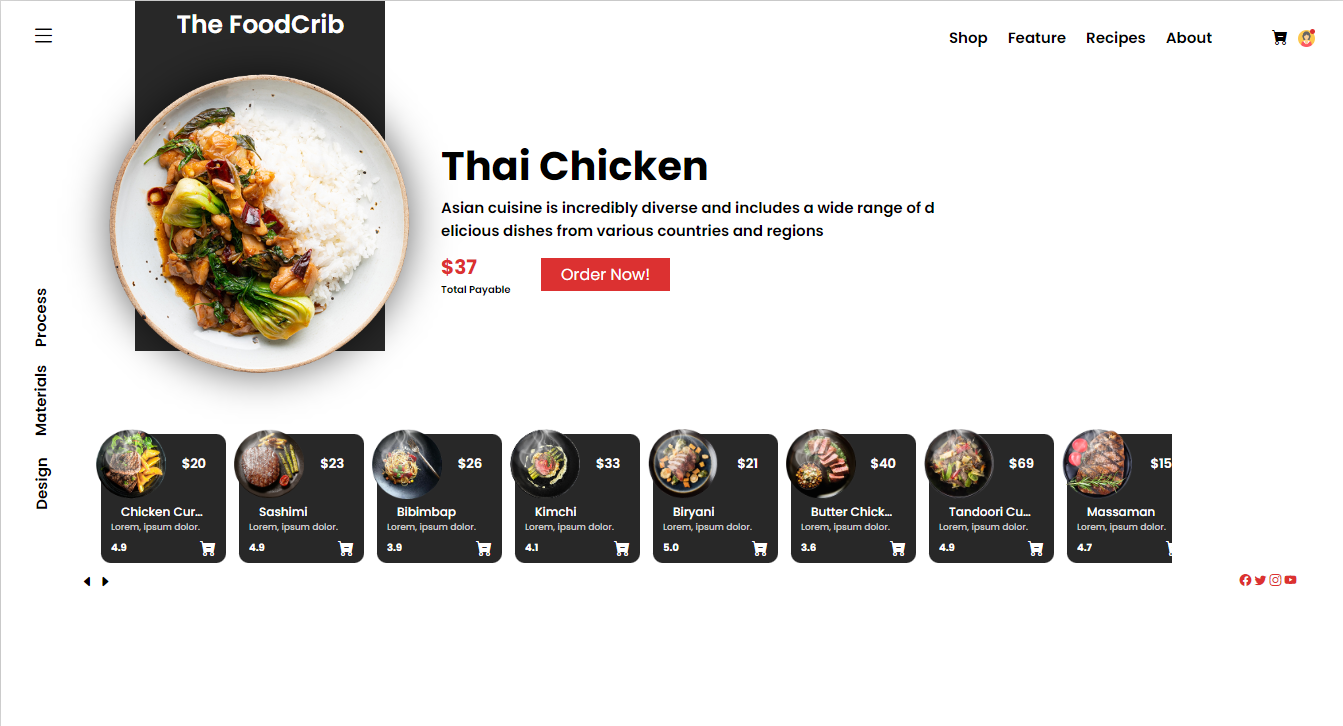 The FoodCrib
Shop Feature Recipes About
Thai Chicken
Asian cuisine is incredibly diverse and includes a wide range of d
elicious dishes from various countries and regions
$37
Order Now!
Total Payable
Process
Materials
Design
$20
Chicken Cur...
Lorem, ipsum dolor.
4.9
$23
Sashimi
Lorem, ipsum dolor.
4.9
$26
Bibimbap
Lorem, ipsum dolor.
3.9
$33
Kimchi
Lorem, ipsum dolor.
4.1
$21
Biryani
Lorem, ipsum dolor.
5.0
$40
Butter Chick...
Lorem, ipsum dolor.
3.6
$69
Tandoori Cu...
Lorem, ipsum dolor.
4.9
$15
Massaman
Lorem, ipsum dolor.
4.7